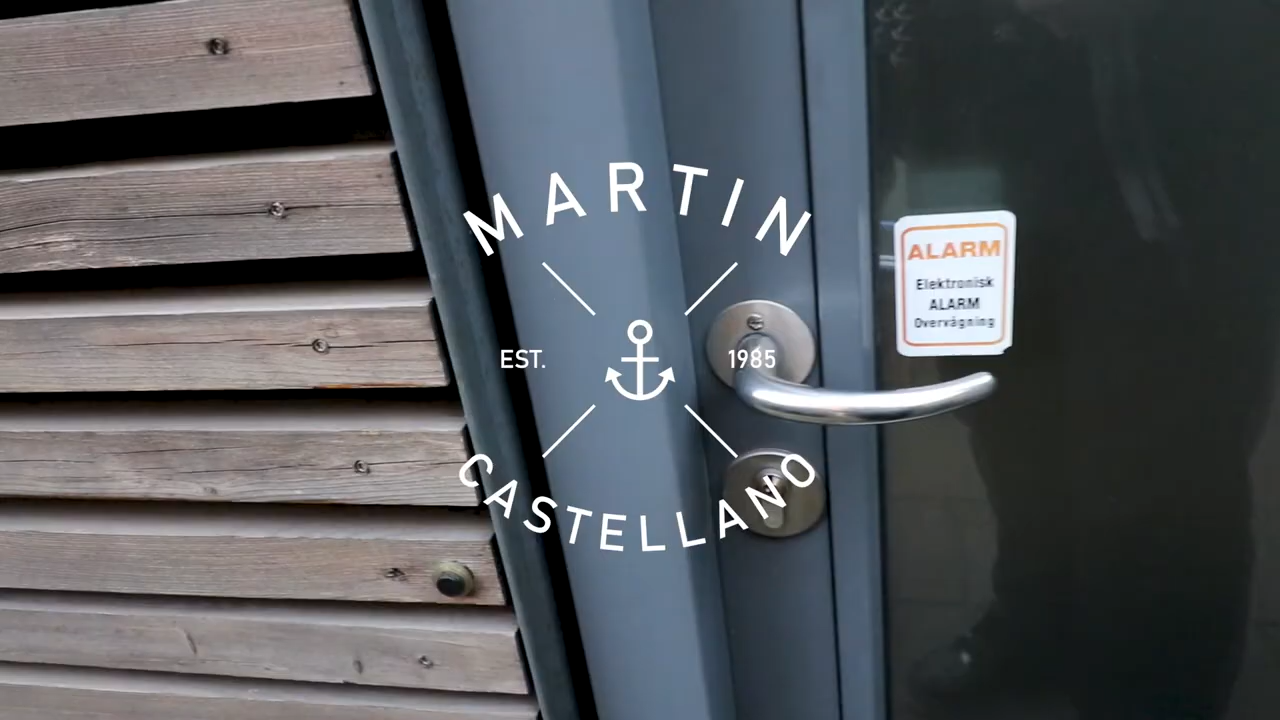 MARTIN
EST. 1985
CASTELLANO
ALARM
Elektronisk
ALARM
Overvågning